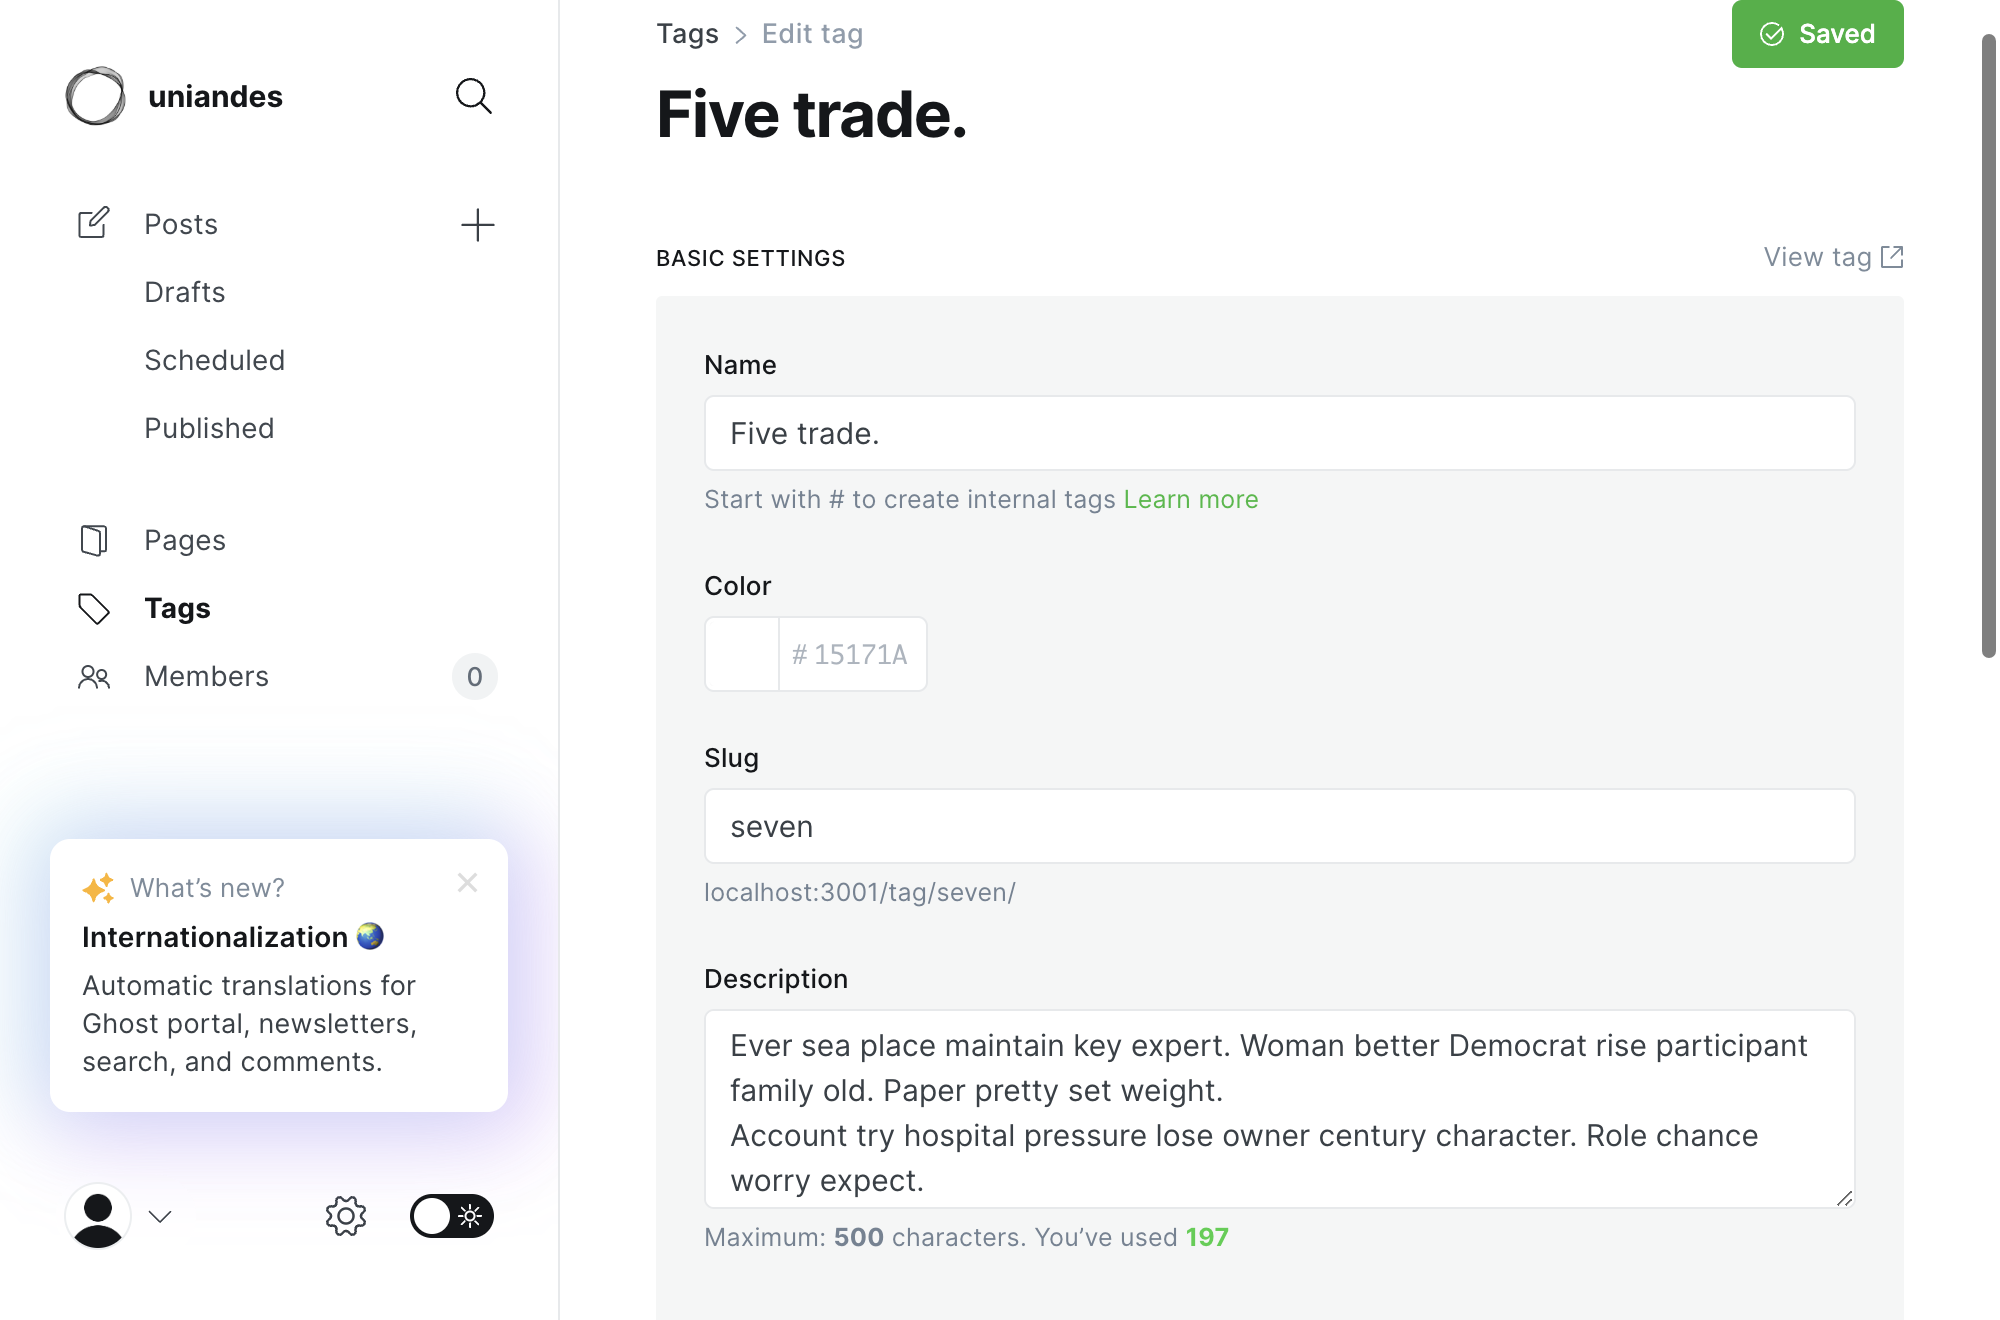 uniandes
Posts
Drafts
Scheduled
Published
Pages
Tags
Members
0
What’s new?
Internationalization 🌏
Automatic translations for
Ghost portal, newsletters,
search, and comments.
Tags > Edit tag
Saved
Five trade.
BASIC SETTINGS
View tag
Name
Five trade.
Start with # to create internal tags Learn more
Color
# 15171A
Slug
seven
localhost:3001/tag/seven/
Description
Ever sea place maintain key expert. Woman better Democrat rise participant
family old. Paper pretty set weight.
Account try hospital pressure lose owner century character. Role chance
worry expect.
Maximum: 500 characters. You’ve used 197